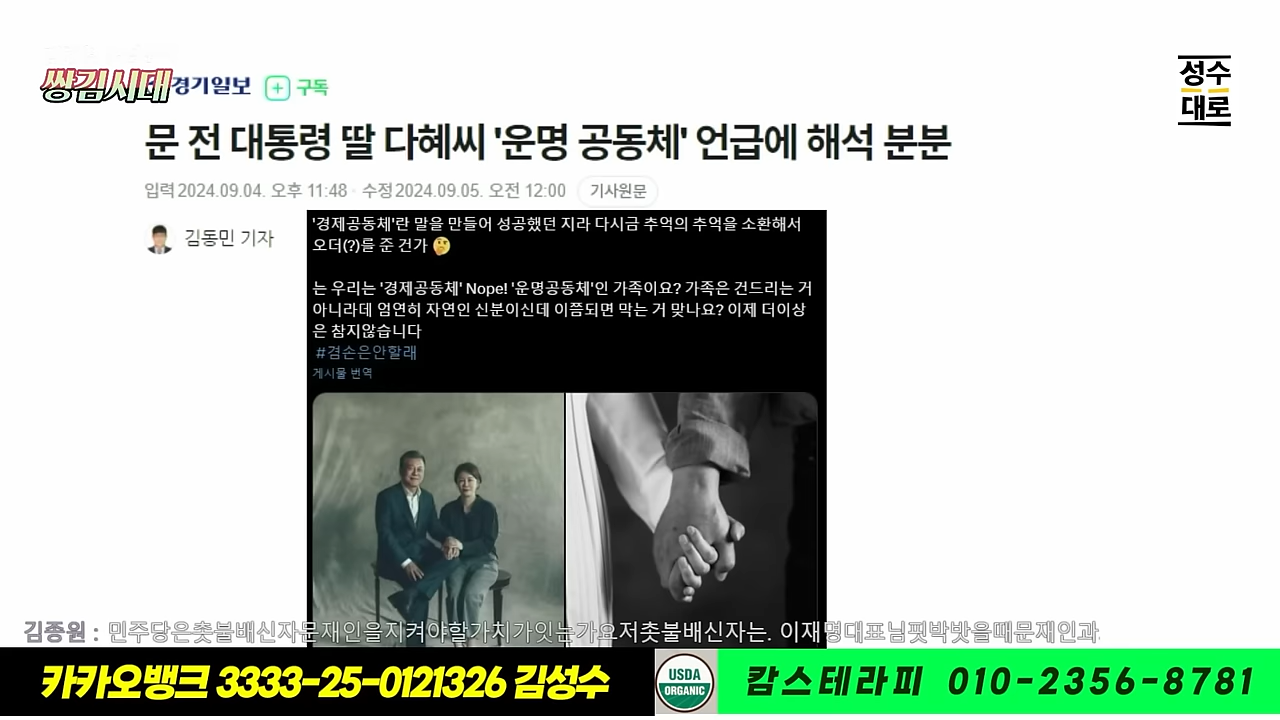 쌍김시대
경기일보 + 구독
성수
대로
문 전 대통령 딸 다혜씨 '운명 공동체' 언급에 해석 분분
입력 2024.09.04. 오후 11:48 · 수정 2024.09.05. 오전 12:00 기사원문
김동민 기자
'경제공동체'란 말을 만들어 성공했던 지라 다시금 추억의 추억을 소환해서
오더(?)를 준 건가 🤔
는 우리는 '경제공동체' Nope! '운명공동체'인 가족이요? 가족은 건드리는 거
아니라데 엄연히 자연인 신분이신데 이쯤되면 막는 거 맞나요? 이제 더이상
은 참지않습니다
#겸손은안할래
게시물 번역
김종원 : 민주당은촛불배신자문재인을지켜야할가치가잇는가요저촛불배신자는. 이재명대표님핏박밧을때문재인과
카카오뱅크 3333-25-0121326 김성수
USDA
ORGANIC
캄스테라피 010-2356-8781